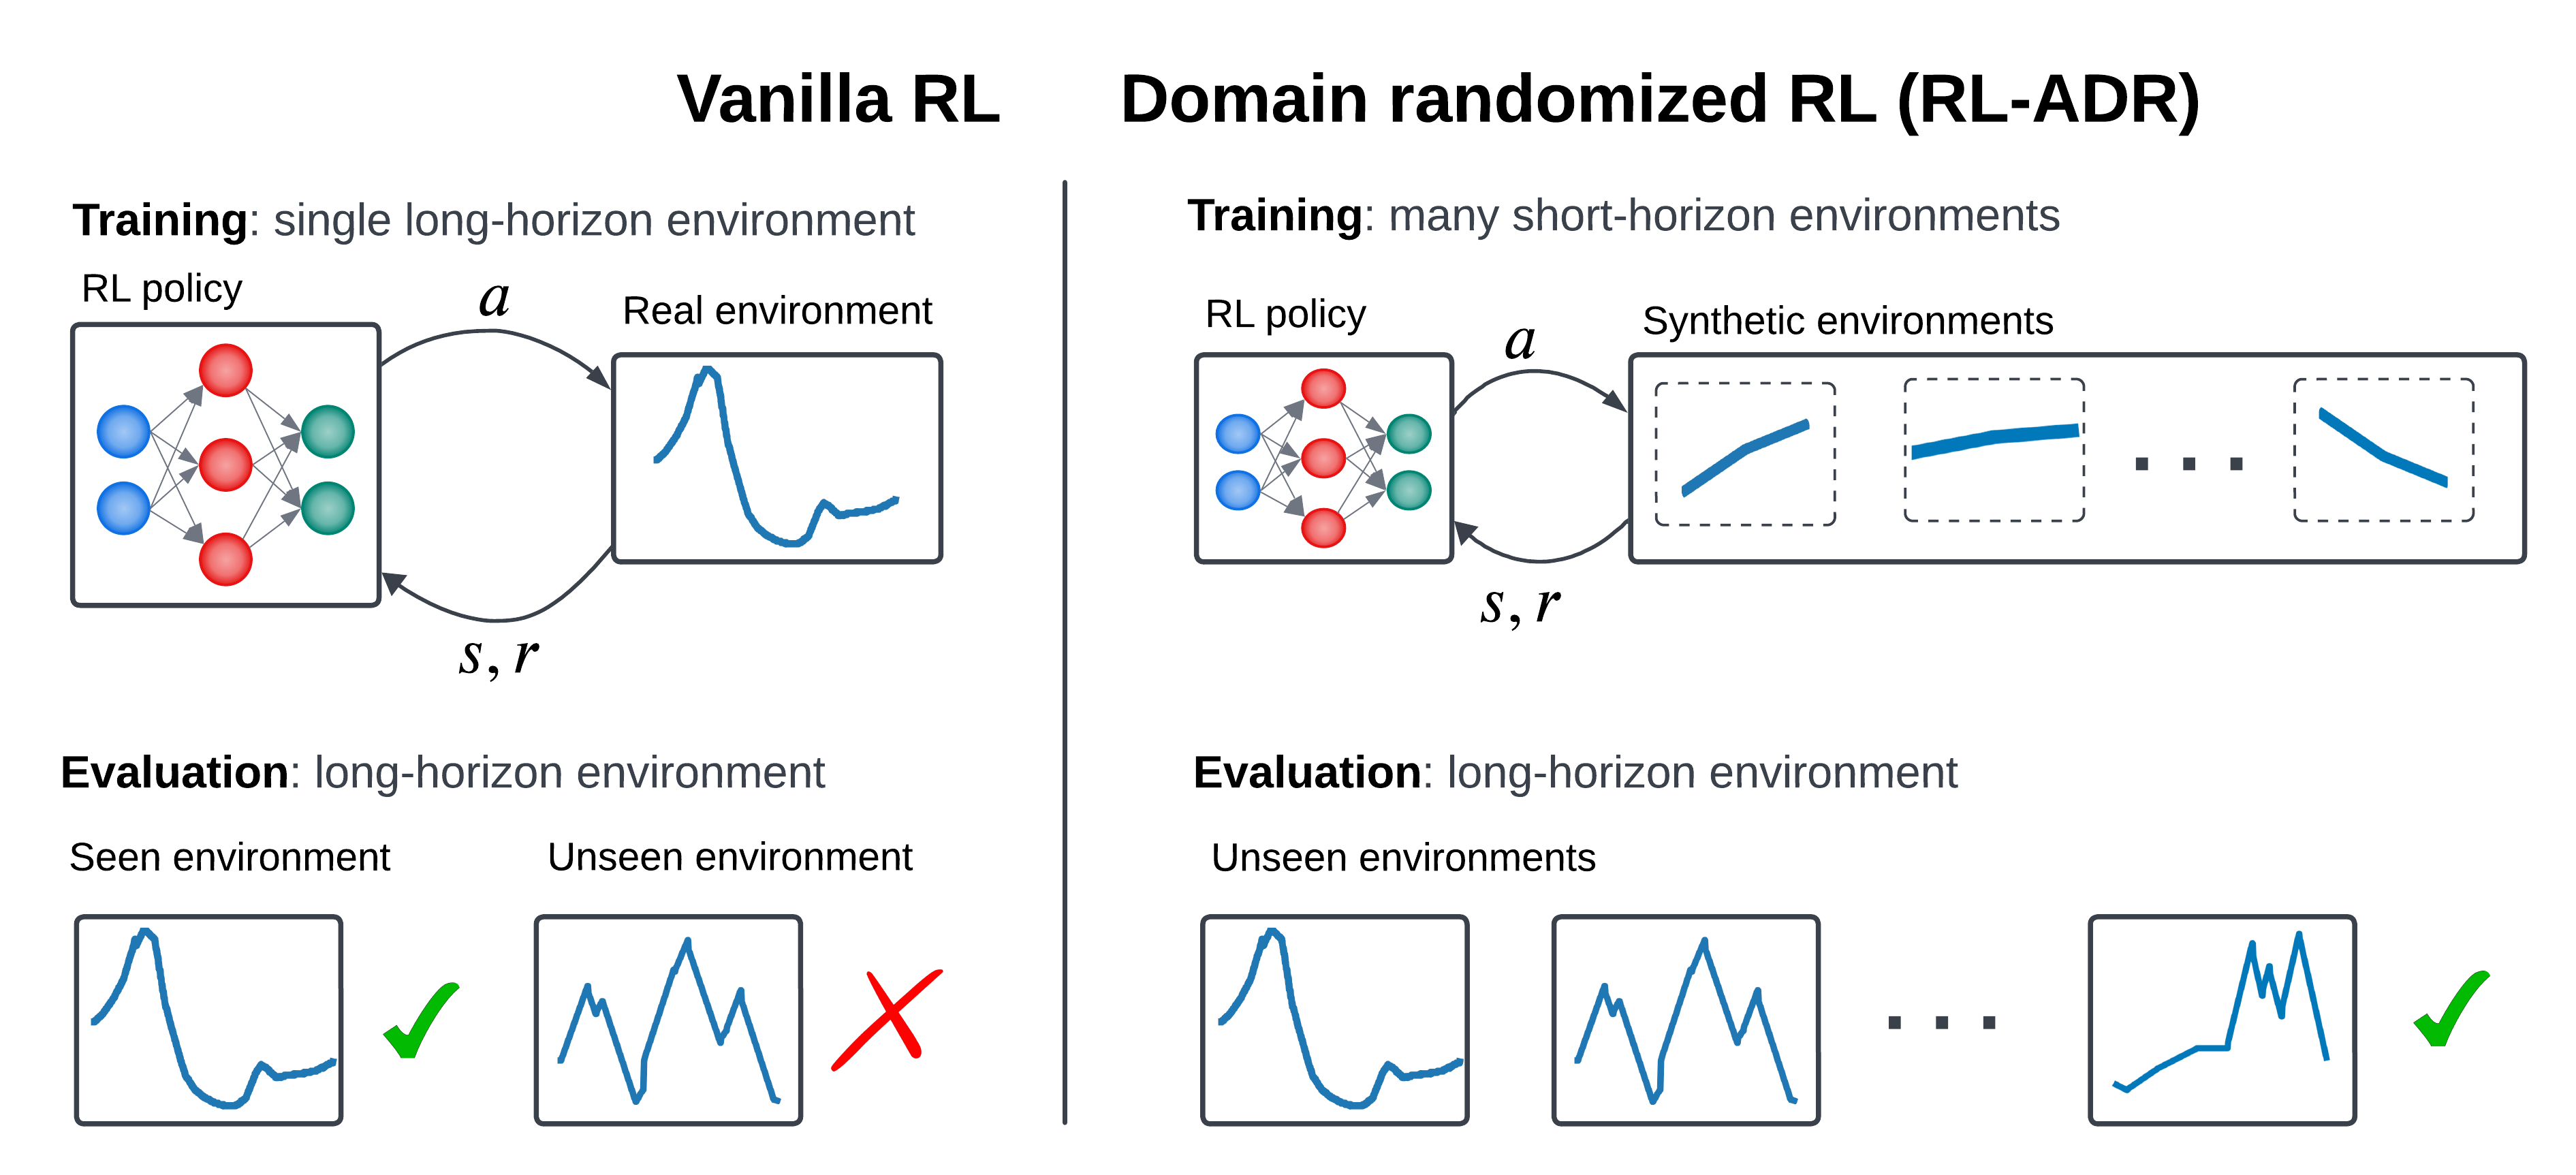 Vanilla RL
Training: single long-horizon environment
RL policy
a
Real environment
s, r
Evaluation: long-horizon environment
Seen environment
Unseen environment
Domain randomized RL (RL-ADR)
Training: many short-horizon environments
RL policy
a
Synthetic environments
s, r
Evaluation: long-horizon environment
Unseen environments